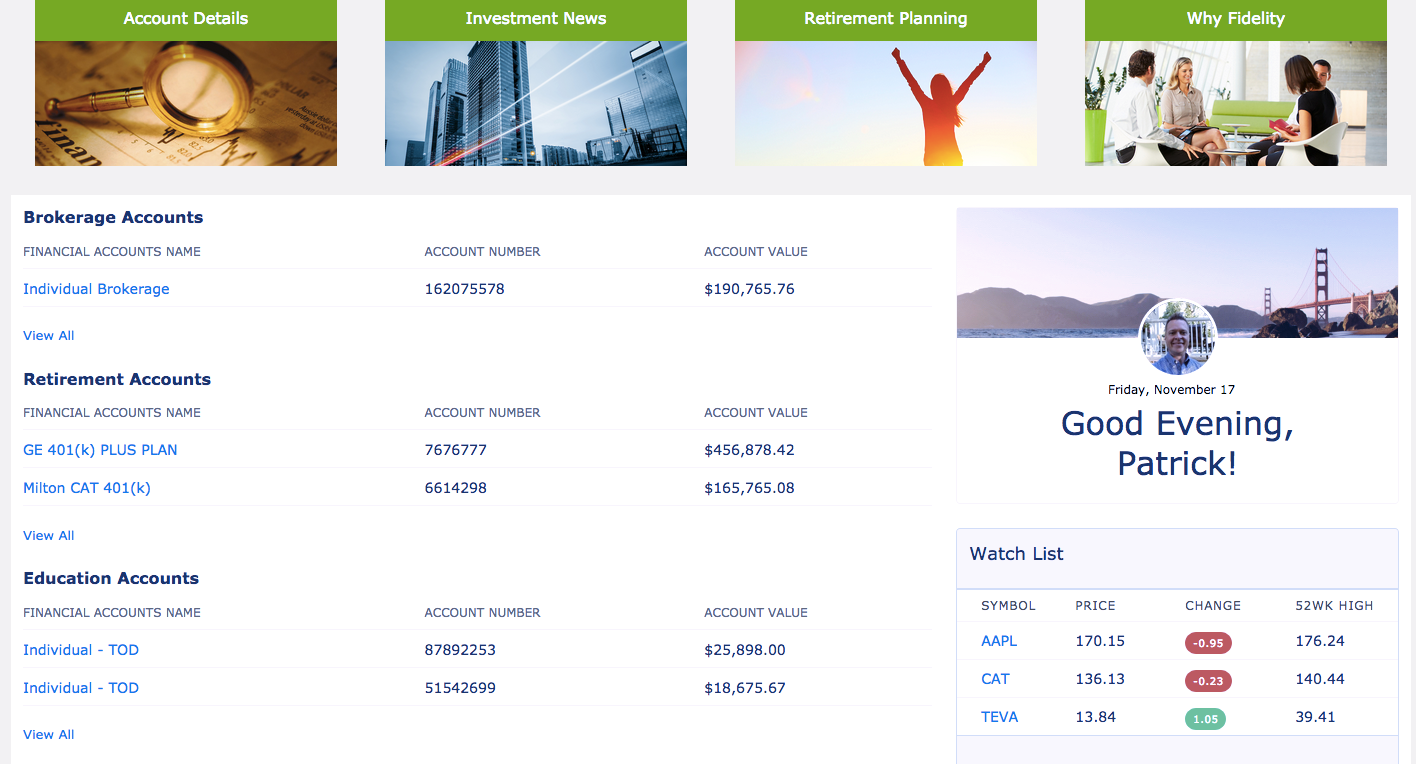 Account Details
Investment News
Retirement Planning
Why Fidelity
Brokerage Accounts
FINANCIAL ACCOUNTS NAME ACCOUNT NUMBER ACCOUNT VALUE
Individual Brokerage 162075578 $190,765.76
View All
Retirement Accounts
FINANCIAL ACCOUNTS NAME ACCOUNT NUMBER ACCOUNT VALUE
GE 401(k) PLUS PLAN 7676777 $456,878.42
Milton CAT 401(k) 6614298 $165,765.08
View All
Education Accounts
FINANCIAL ACCOUNTS NAME ACCOUNT NUMBER ACCOUNT VALUE
Individual - TOD 87892253 $25,898.00
Individual - TOD 51542699 $18,675.67
View All
Friday, November 17
Good Evening,
Patrick!
Watch List
SYMBOL PRICE CHANGE 52WK HIGH
AAPL 170.15 -0.95 176.24
CAT 136.13 -0.23 140.44
TEVA 13.84 1.05 39.41